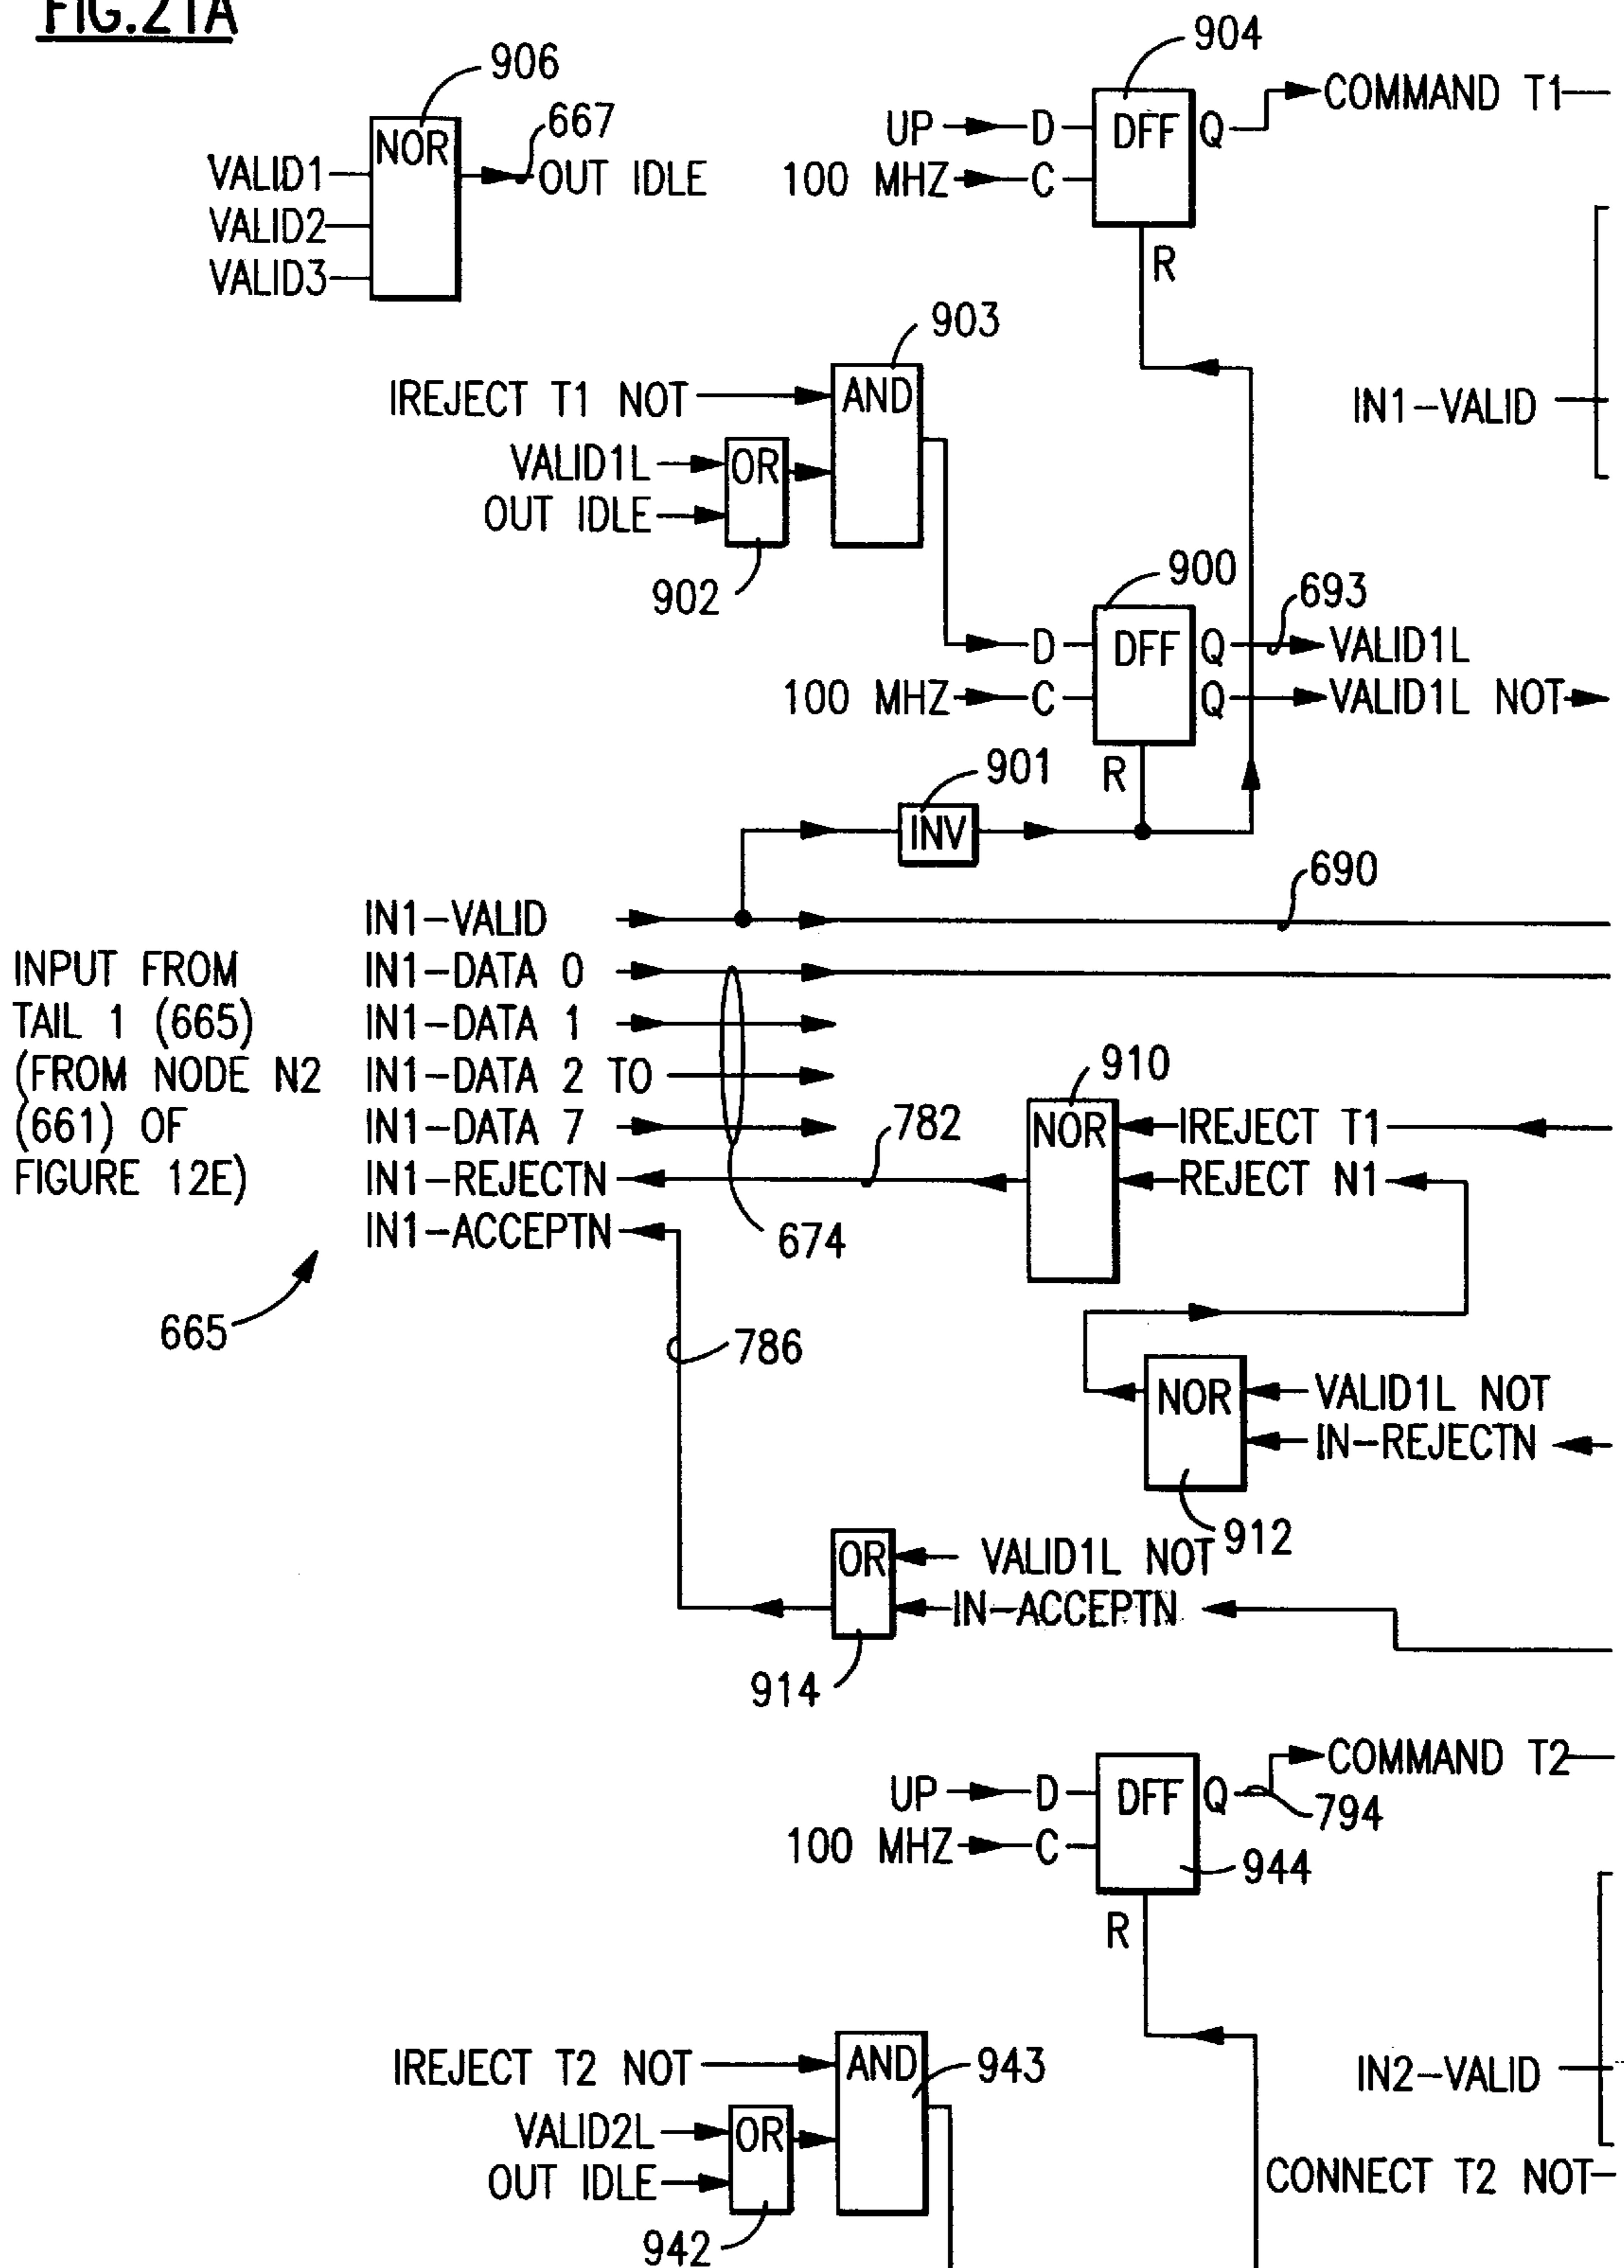 FIG.21A
904
906
COMMAND T1
667
UP D DFF Q
NOR
VALID1 OUT IDLE 100 MHZ C
VALID2
VALID3
R
903
IREJECT T1 NOT AND
IN1-VALID
VALID1L OR
OUT IDLE
900
902
693
D DFF Q VALID1L
100 MHZ C Q VALID1L NOT
901
R
INV
690
IN1-VALID
INPUT FROM IN1-DATA 0
TAIL 1 (665) IN1-DATA 1
(FROM NODE N2 IN1-DATA 2 TO
910
(661) OF IN1-DATA 7
782
NOR IREJECT T1
FIGURE 12E) IN1-REJECTN
REJECT N1
IN1-ACCEPTN
674
665
786
NOR VALID1L NOT
IN-REJECTN
912
OR VALID1L NOT
IN-ACCEPTN
914
COMMAND T2
UP D DFF Q
794
100 MHZ C
944
R
IREJECT T2 NOT AND 943
IN2-VALID
VALID2L OR
OUT IDLE
CONNECT T2 NOT
942